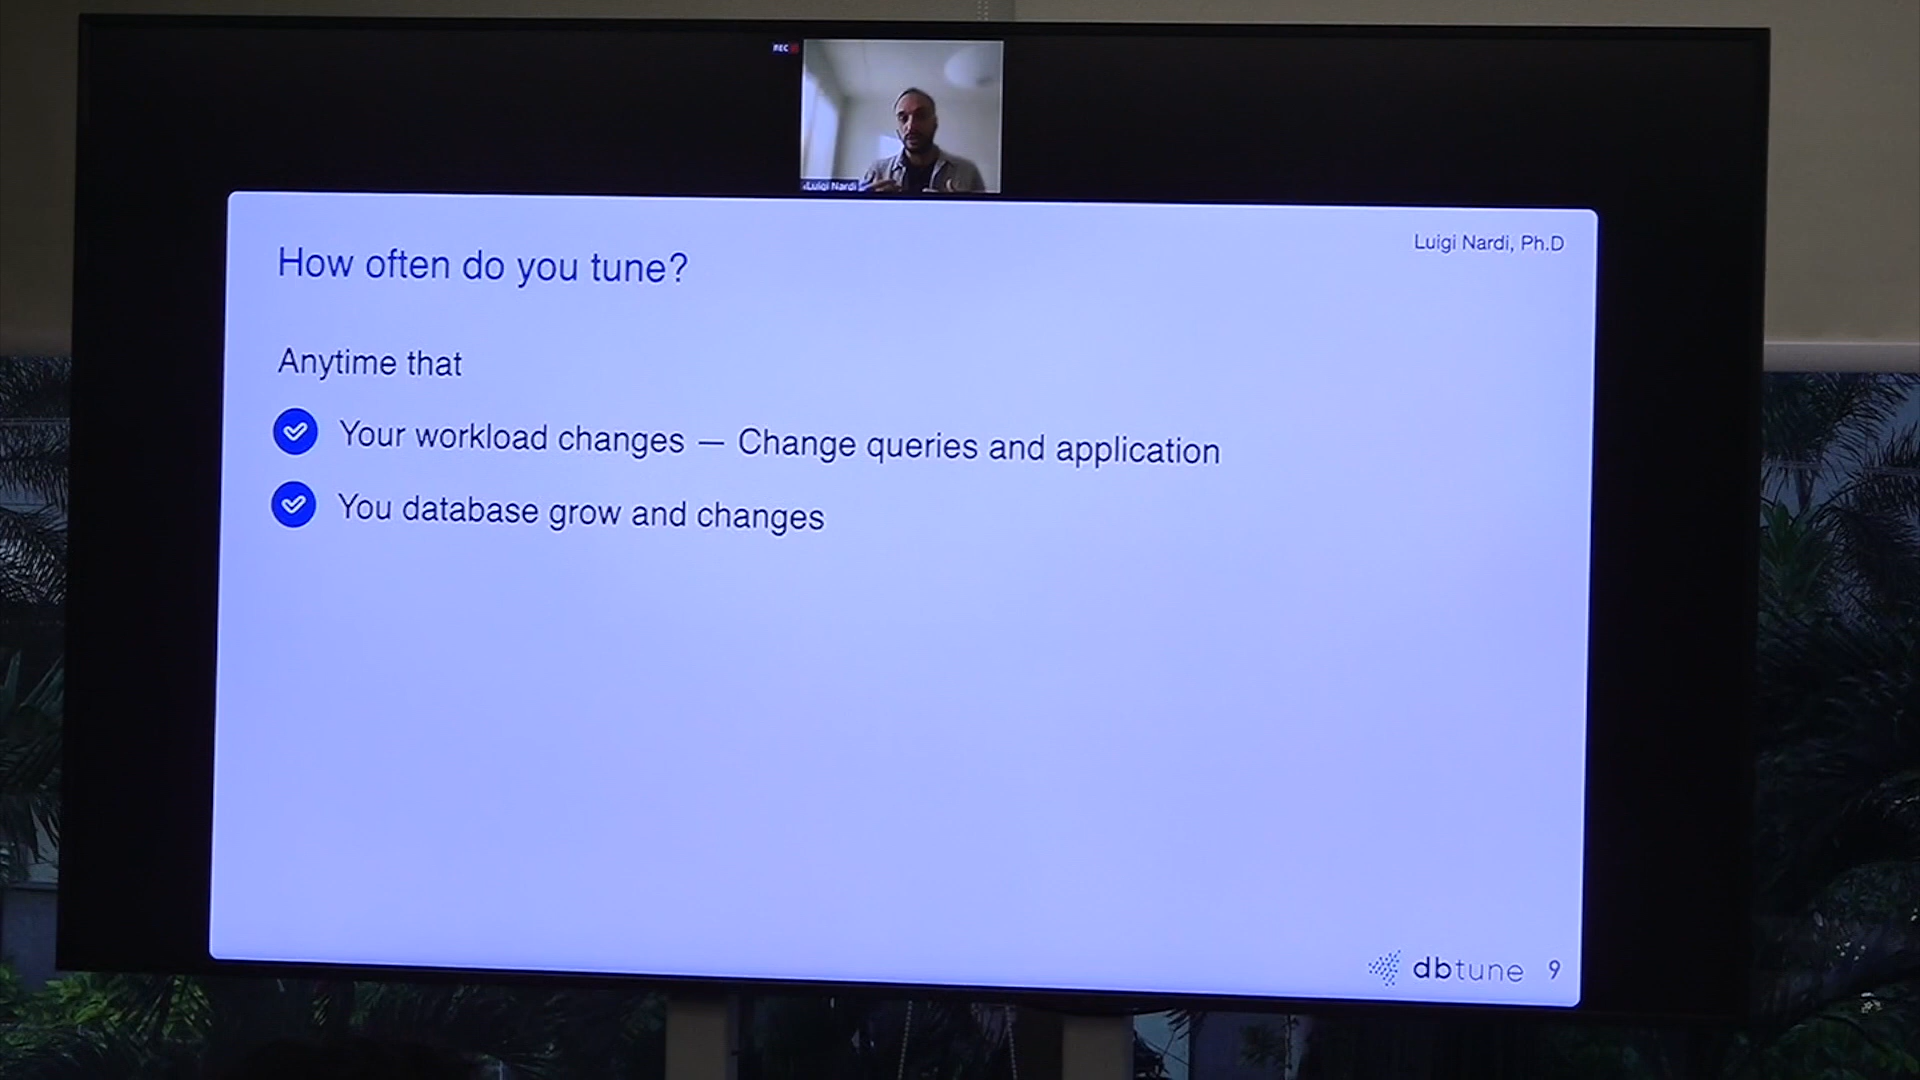 REC
Luigi Nardi
Luigi Nardi, Ph.D
How often do you tune?
Anytime that
Your workload changes — Change queries and application
You database grow and changes
dbtune 9